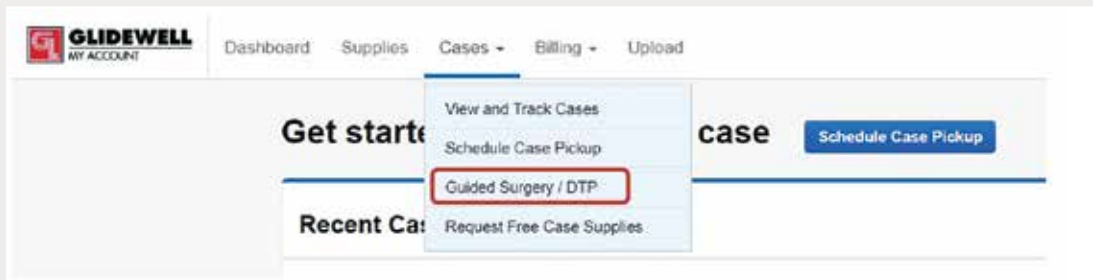 GLIDEWELL
MY ACCOUNT
Dashboard Supplies Cases Billing Upload
View and Track Cases
Get starte case Schedule Case Pickup
Schedule Case Pickup
Guided Surgery / DTP
Recent Ca
Request Free Case Supplies